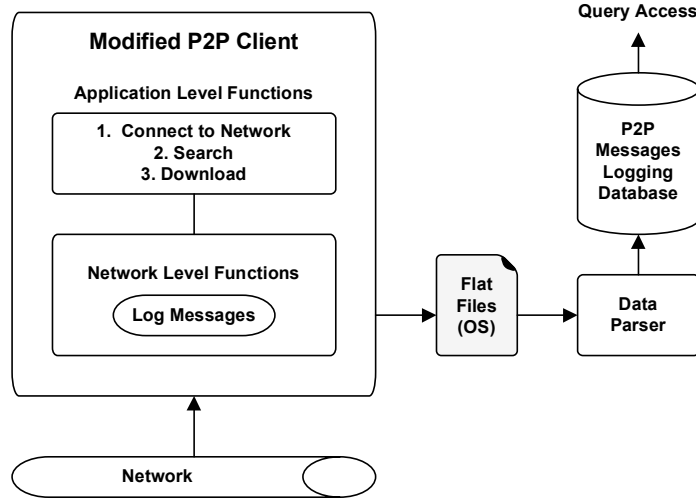 Query Access
Modified P2P Client
Application Level Functions
1. Connect to Network
2. Search
3. Download
Network Level Functions
Log Messages
Flat
Files
(OS)
Data
Parser
P2P
Messages
Logging
Database
Network